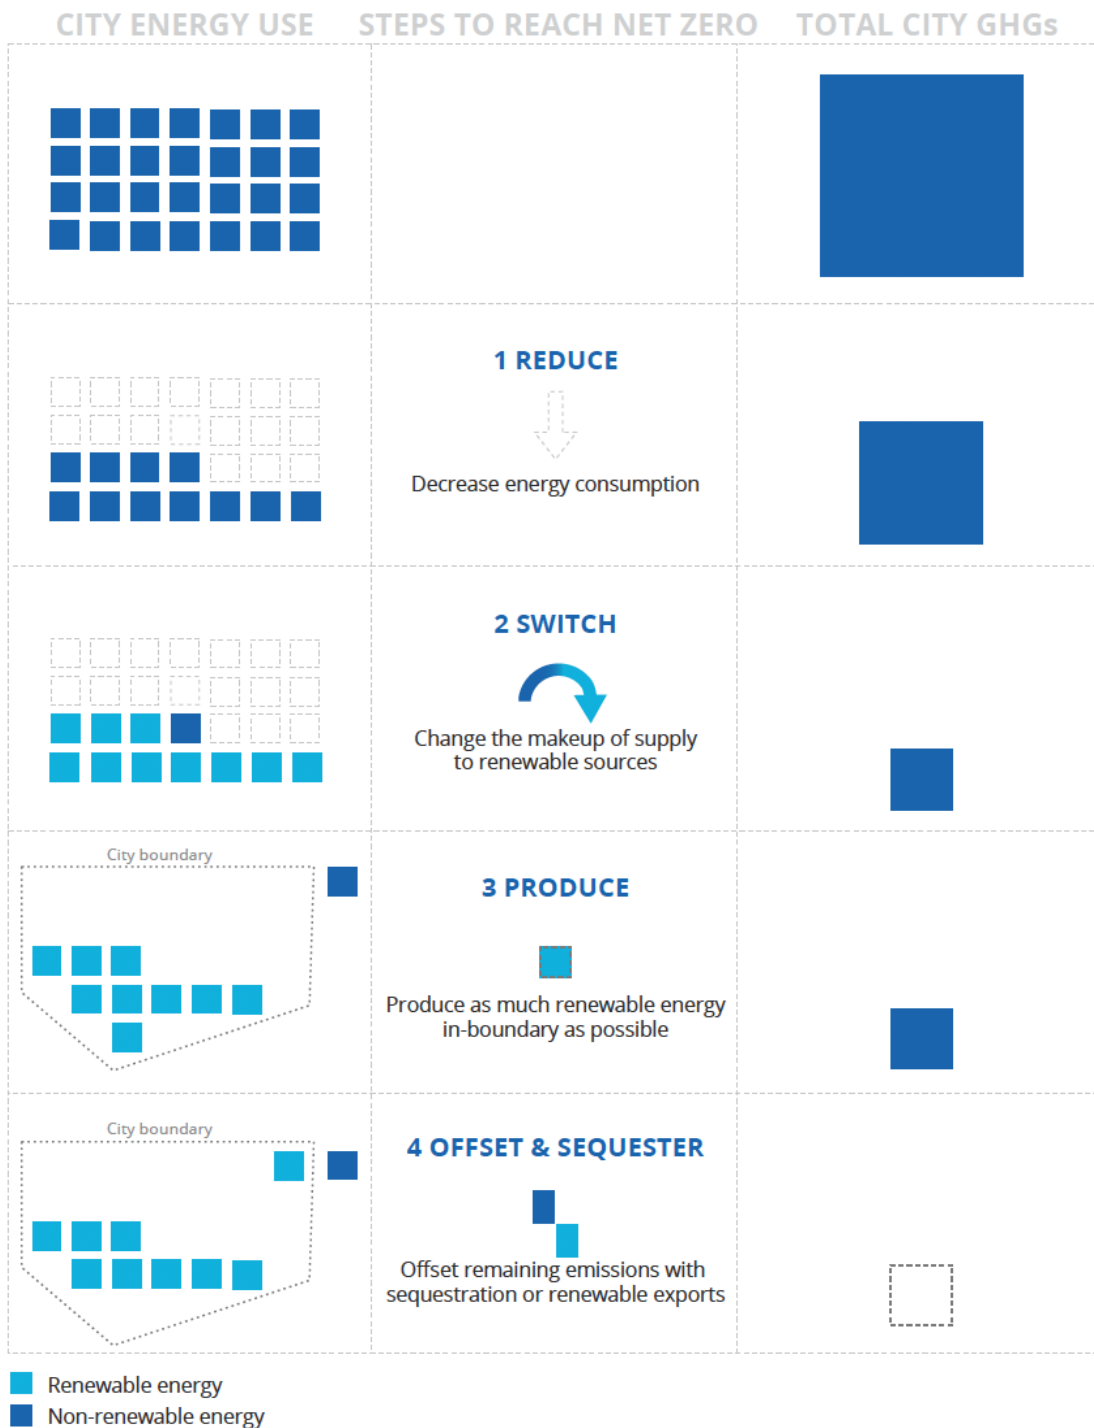 CITY ENERGY USE
STEPS TO REACH NET ZERO
TOTAL CITY GHGs
1 REDUCE
Decrease energy consumption
2 SWITCH
Change the makeup of supply
to renewable sources
City boundary
3 PRODUCE
Produce as much renewable energy
in-boundary as possible
City boundary
4 OFFSET & SEQUESTER
Offset remaining emissions with
sequestration or renewable exports
Renewable energy
Non-renewable energy